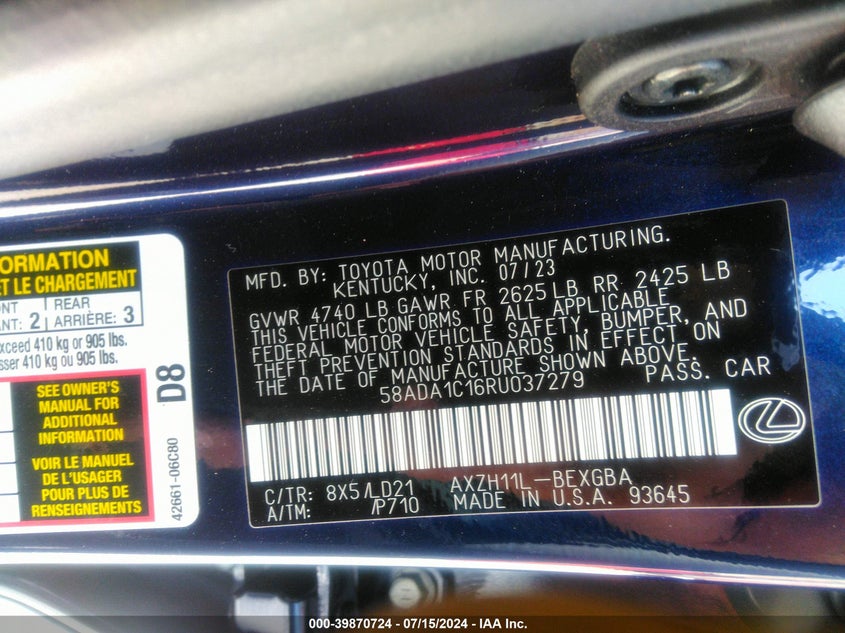 ORMATION
ET LE CHARGEMENT
NT 2 REAR
ANT: ARRIÈRE: 3
xceed 410 kg or 905 lbs.
sser 410 kg ou 905 lbs.
SEE OWNER'S
MANUAL FOR
ADDITIONAL
INFORMATION
VOIR LE MANUEL
DE L'USAGER
POUR PLUS DE
RENSEIGNEMENTS
D8
42661-06C80
MFD. BY: TOYOTA MOTOR MANUFACTURING.
KENTUCKY, INC. 07/23
GVWR 4740 LB GAWR FR 2625 LB RR 2425 LB
THIS VEHICLE CONFORMS TO ALL APPLICABLE
FEDERAL MOTOR VEHICLE SAFETY, BUMPER, AND
THEFT PREVENTION STANDARDS IN EFFECT ON
THE DATE OF MANUFACTURE SHOWN ABOVE.
58ADA1C16RU037279 PASS. CAR
C/TR: 8X5/LD21 AXZH11L-BEXGBA
A/TM: /P710 MADE IN U.S.A. 93645
000-39870724 - 07/15/2024 - IAA Inc.